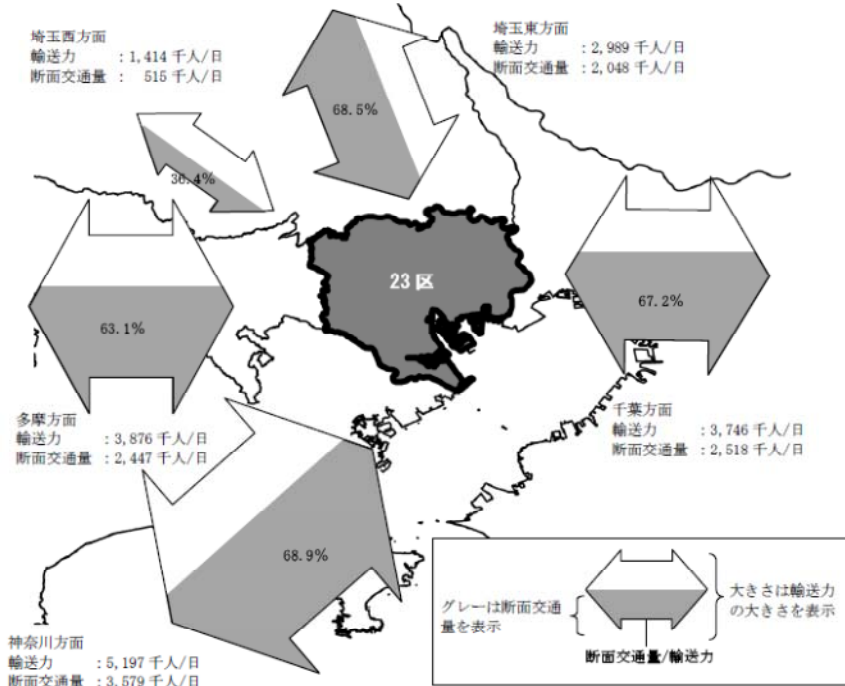 埼玉西方面
輸送力 : 1,414 千人/日
断面交通量 : 515 千人/日
埼玉東方面
輸送力 : 2,989 千人/日
断面交通量 : 2,048 千人/日
68.5%
36.4%
23 区
63.1%
67.2%
多摩方面
輸送力 : 3,876 千人/日
断面交通量 : 2,447 千人/日
千葉方面
輸送力 : 3,746 千人/日
断面交通量 : 2,518 千人/日
68.9%
神奈川方面
輸送力 : 5,197 千人/日
断面交通量 : 3,579 千人/日
グレーは断面交通
量を表示
大きさは輸送力
の大きさを表示
断面交通量/輸送力